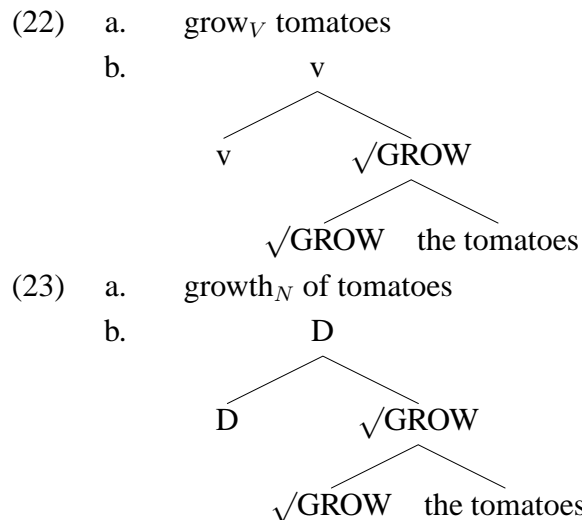 (22) a. grow_V tomatoes
b. v
v √GROW
√GROW the tomatoes
(23) a. growth_N of tomatoes
b. D
D √GROW
√GROW the tomatoes